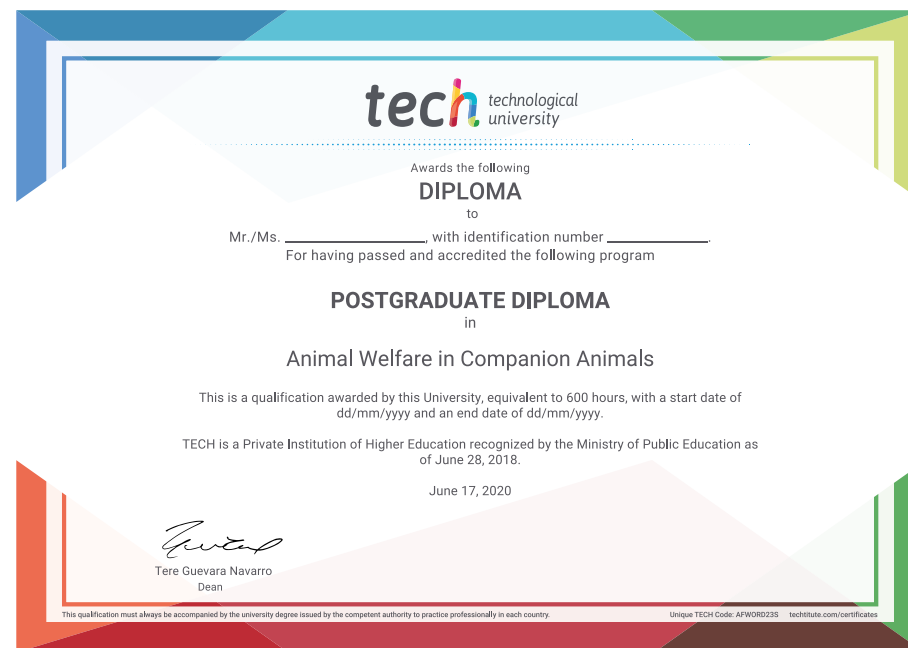 tech technological
university
Awards the following
DIPLOMA
to
Mr./Ms. ____________________, with identification number ______________.
For having passed and accredited the following program
POSTGRADUATE DIPLOMA
in
Animal Welfare in Companion Animals
This is a qualification awarded by this University, equivalent to 600 hours, with a start date of
dd/mm/yyyy and an end date of dd/mm/yyyy.
TECH is a Private Institution of Higher Education recognized by the Ministry of Public Education as
of June 28, 2018.
June 17, 2020
Tere Guevara Navarro
Dean
This qualification must always be accompanied by the university degree issued by the competent authority to practice professionally in each country. Unique TECH Code: AFWORD23S techtitute.com/certificates